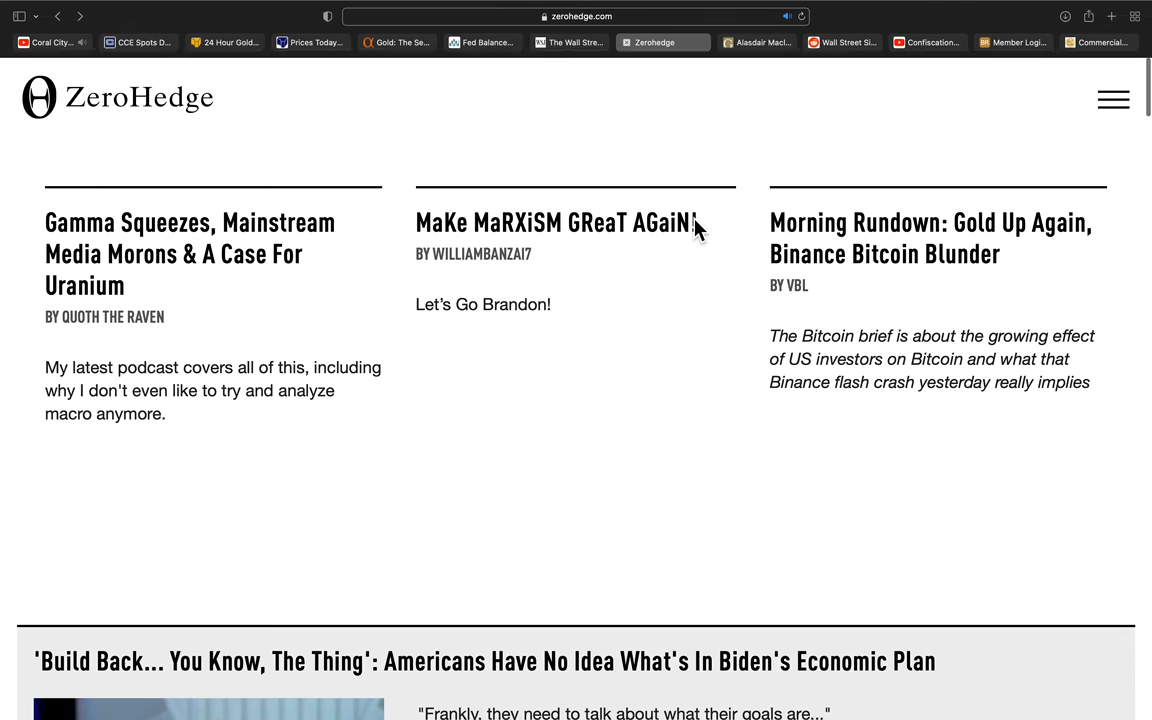 zerohedge.com
Coral City...
CCE Spots D...
24 Hour Gold...
Prices Today...
Gold: The Se...
Fed Balance...
The Wall Stre...
Zerohedge
Alasdair Macl...
Wall Street Si...
Confiscation...
Member Logi...
Commercial...
ZeroHedge
Gamma Squeezes, Mainstream
Media Morons & A Case For
Uranium
BY QUOTH THE RAVEN
My latest podcast covers all of this, including
why I don't even like to try and analyze
macro anymore.
MaKe MaRXiSM GReaT AGaiN!
BY WILLIAMBANZAI7
Let's Go Brandon!
Morning Rundown: Gold Up Again,
Binance Bitcoin Blunder
BY VBL
The Bitcoin brief is about the growing effect
of US investors on Bitcoin and what that
Binance flash crash yesterday really implies
'Build Back... You Know, The Thing': Americans Have No Idea What's In Biden's Economic Plan
"Frankly, they need to talk about what their goals are..."